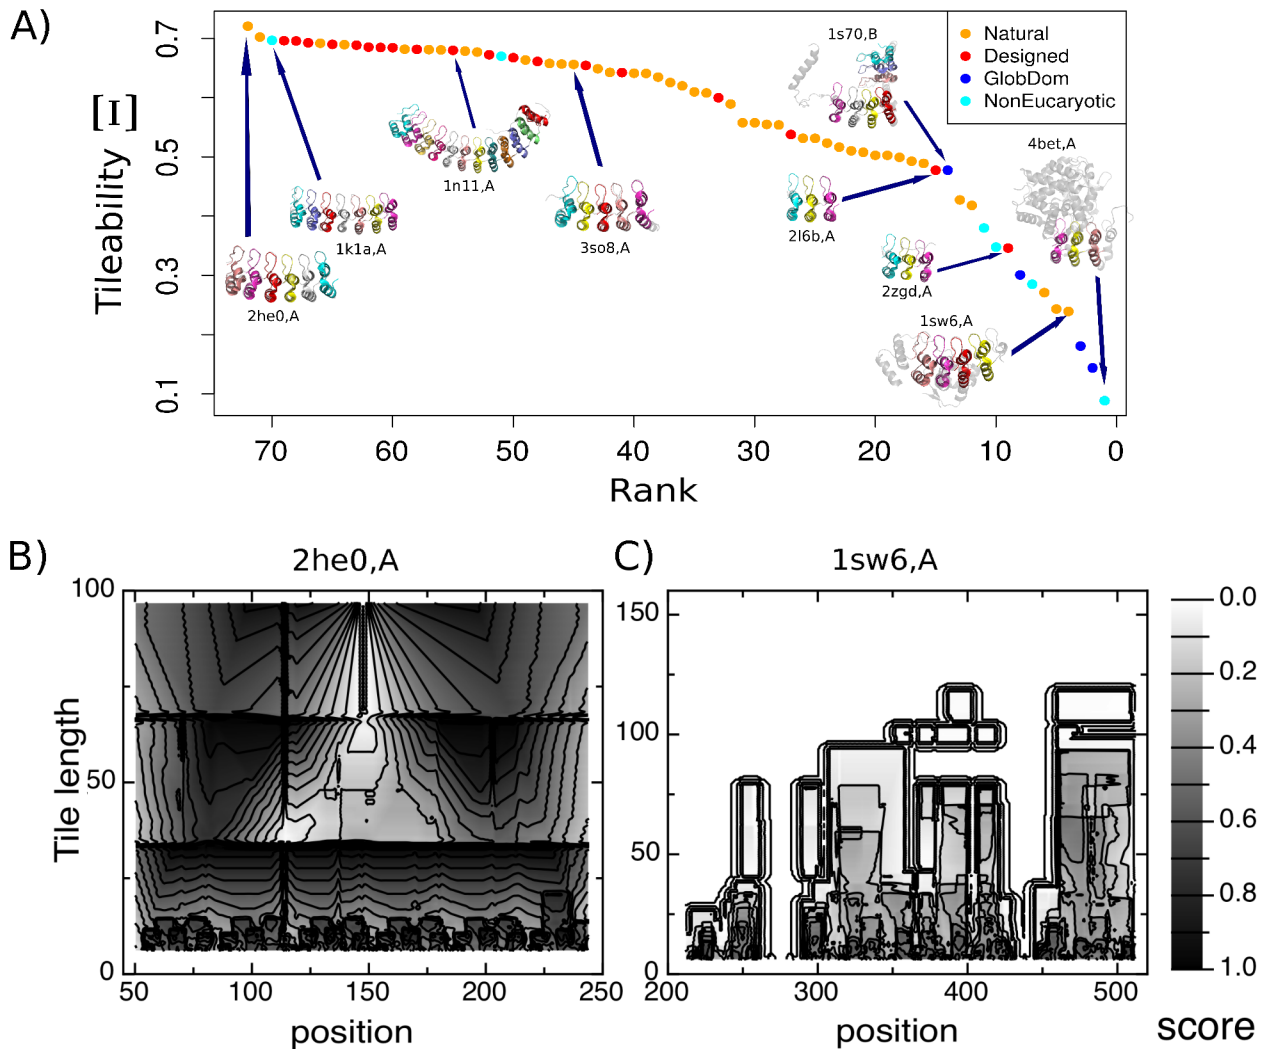 A)
Tileability [I]
0.7
0.5
0.3
0.1
70
60
50
40
30
20
10
0
Rank
Natural
Designed
GlobDom
NonEucaryotic
1s70,B
4bet,A
1n11,A
1k1a,A
3so8,A
2l6b,A
2he0,A
2zgd,A
1sw6,A
B)
2he0,A
Tile length
100
50
0
50
100
150
200
250
position
C)
1sw6,A
150
100
50
0
200
300
400
500
position
0.0
0.2
0.4
0.6
0.8
1.0
score